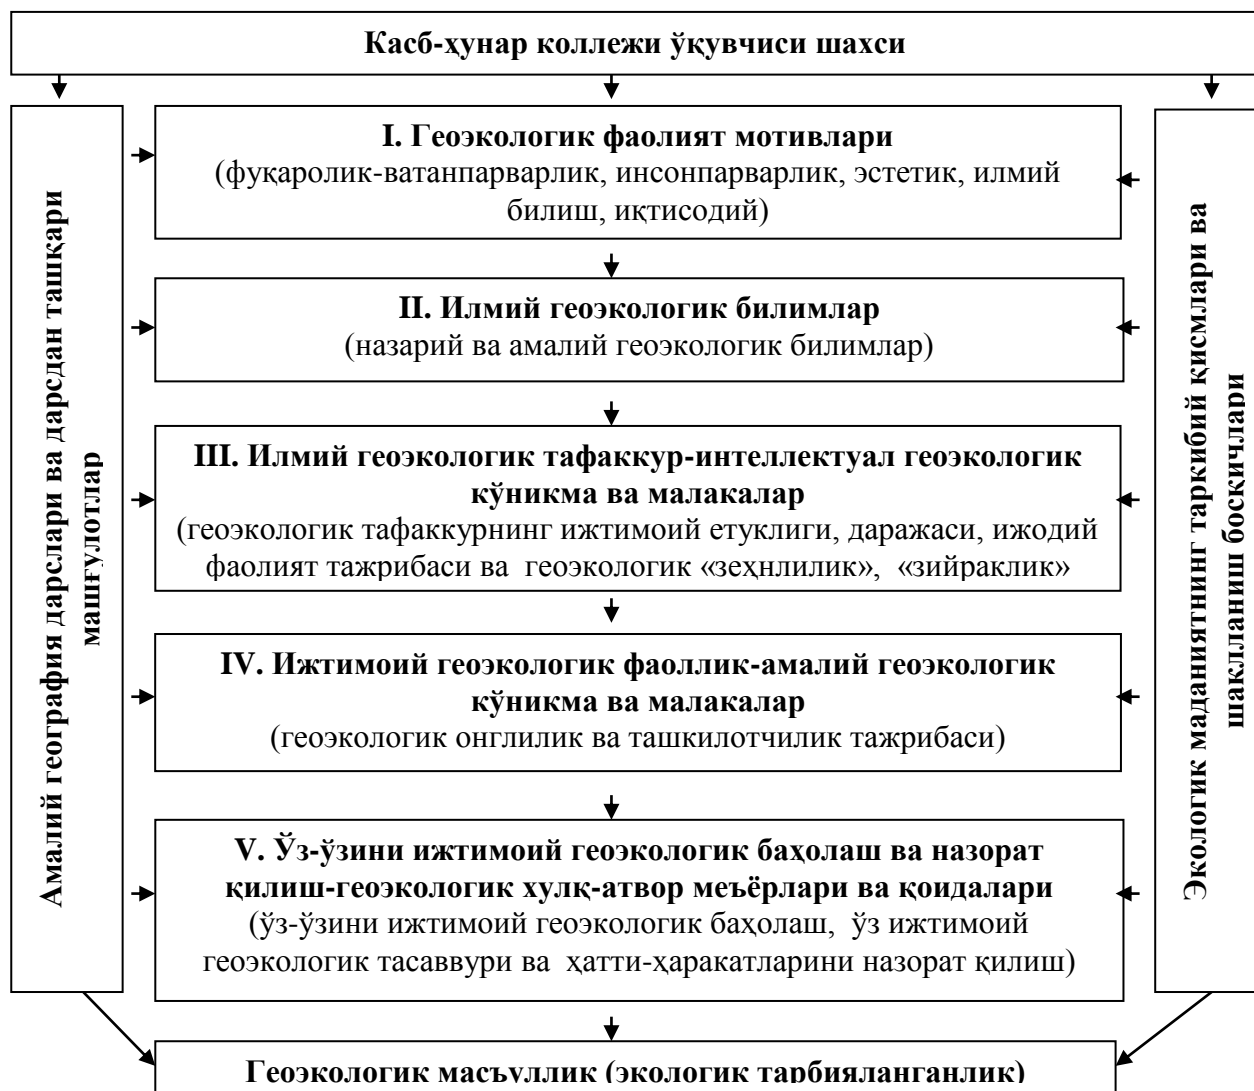 Касб-ҳунар коллежи ўқувчиси шахси
Амалий география дарслари ва дарсдан ташқари
машғулотлар
I. Геоэкологик фаолият мотивлари
(фуқаролик-ватанпарварлик, инсонпарварлик, эстетик, илмий
билиш, иқтисодий)
II. Илмий геоэкологик билимлар
(назарий ва амалий геоэкологик билимлар)
III. Илмий геоэкологик тафаккур-интеллектуал геоэкологик
кўникма ва малакалар
(геоэкологик тафаккурнинг ижтимоий етуклиги, даражаси, ижодий
фаолият тажрибаси ва геоэкологик «зеҳнлилик», «зийраклик»
IV. Ижтимоий геоэкологик фаоллик-амалий геоэкологик
кўникма ва малакалар
(геоэкологик онглилик ва ташкилотчилик тажрибаси)
V. Ўз-ўзини ижтимоий геоэкологик баҳолаш ва назорат
қилиш-геоэкологик хулқ-атвор меъёрлари ва қоидалари
(ўз-ўзини ижтимоий геоэкологик баҳолаш, ўз ижтимоий
геоэкологик тасаввури ва ҳатти-ҳаракатларини назорат қилиш)
Экологик маданиятнинг таркибий қисмлари ва
шаклланиш босқичлари
Геоэкологик масъуллик (экологик тарбияланганлик)